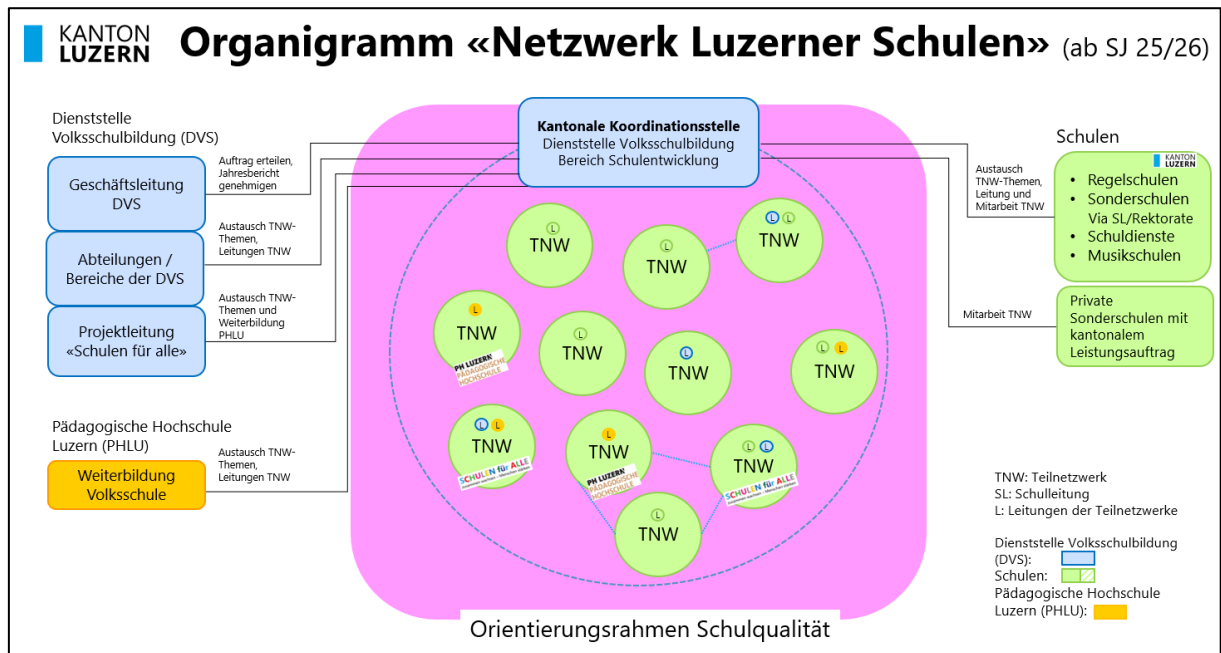 KANTON
LUZERN
Organigramm «Netzwerk Luzerner Schulen» (ab SJ 25/26)
Dienststelle
Volksschulbildung (DVS)
Geschäftsleitung
DVS
Abteilungen /
Bereiche der DVS
Projektleitung
«Schulen für alle»
Auftrag erteilen,
Jahresbericht
genehmigen
Austausch TNW-
Themen,
Leitungen TNW
Austausch TNW-
Themen und
Weiterbildung
PHLU
Pädagogische Hochschule
Luzern (PHLU)
Weiterbildung
Volksschule
Austausch TNW-
Themen,
Leitungen TNW
Kantonale Koordinationsstelle
Dienststelle Volksschulbildung
Bereich Schulentwicklung
L
TNW
L
TNW
L L
TNW
L
TNW
PH LUZERN
PÄDAGOGISCHE
HOCHSCHULE
L
TNW
L
TNW
L L
TNW
L L
TNW
SCHULEN für ALLE
L
TNW
PH LUZERN
PÄDAGOGISCHE
HOCHSCHULE
L L
TNW
SCHULEN für ALLE
L
TNW
Orientierungsrahmen Schulqualität
Austausch
TNW-Themen,
Leitung und
Mitarbeit TNW
Mitarbeit TNW
Schulen
KANTON
LUZERN
• Regelschulen
• Sonderschulen
Via SL/Rektorate
• Schuldienste
• Musikschulen
Private
Sonderschulen mit
kantonalem
Leistungsauftrag
TNW: Teilnetzwerk
SL: Schulleitung
L: Leitungen der Teilnetzwerke
Dienststelle Volksschulbildung
(DVS):
Schulen:
Pädagogische Hochschule
Luzern (PHLU):